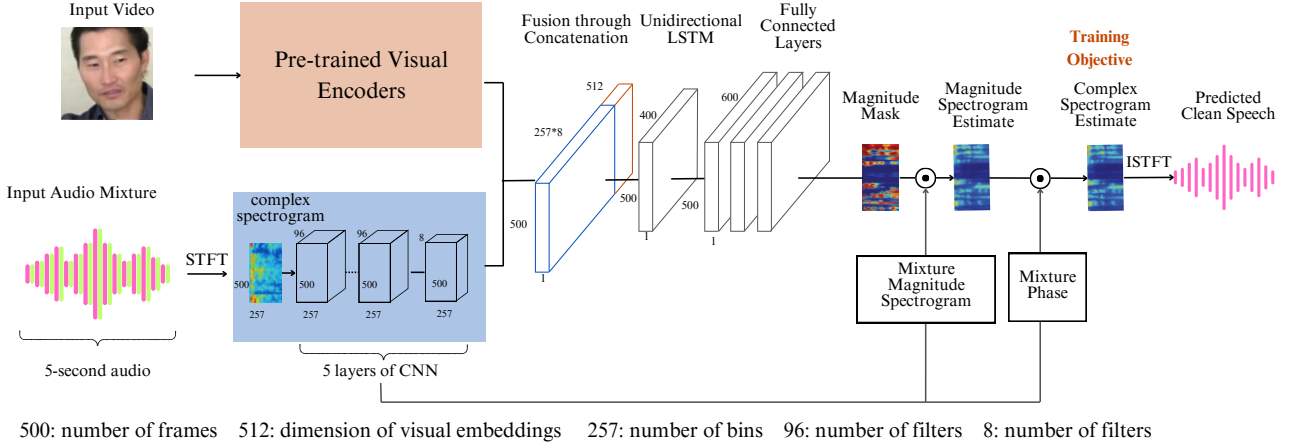 Input Video
Pre-trained Visual
Encoders
Input Audio Mixture
STFT
5-second audio
complex
spectrogram
96
96
8
500
500
500
500
257
257
257
257
5 layers of CNN
Fusion through
Concatenation
512
257*8
500
1
Unidirectional
LSTM
400
500
1
Fully
Connected
Layers
600
500
1
Magnitude
Mask
Magnitude
Spectrogram
Estimate
Training
Objective
Complex
Spectrogram
Estimate
ISTFT
Predicted
Clean Speech
Mixture
Magnitude
Spectrogram
Mixture
Phase
500: number of frames 512: dimension of visual embeddings 257: number of bins 96: number of filters 8: number of filters